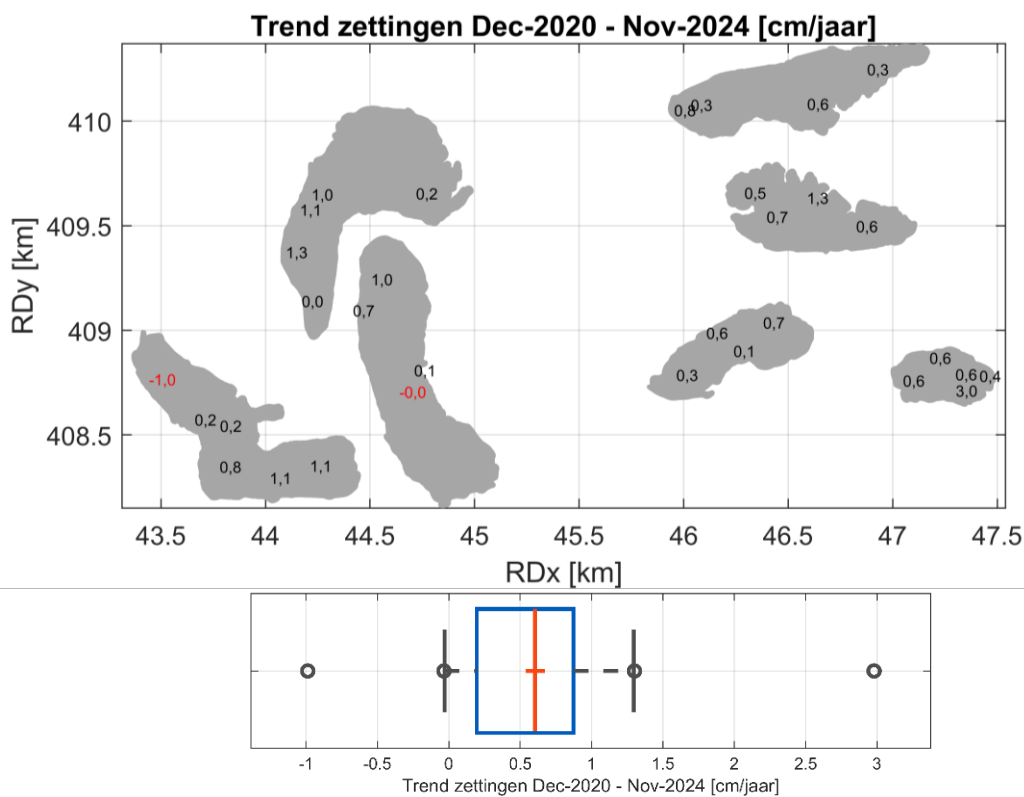 Trend zettingen Dec-2020 - Nov-2024 [cm/jaar]
RDy [km]
410
409.5
409
408.5
0,3
0,8 0,3 0,6
1,0 0,2 0,5 1,3
1,1 0,7 0,6
1,3 1,0
0,0 0,7 0,6 0,7
0,1 0,6
-1,0 0,1 0,3 0,6 0,6 0,4
-0,0 3,0
0,2 0,2
0,8 1,1 1,1
43.5 44 44.5 45 45.5 46 46.5 47 47.5
RDx [km]
-1 -0.5 0 0.5 1 1.5 2 2.5 3
Trend zettingen Dec-2020 - Nov-2024 [cm/jaar]